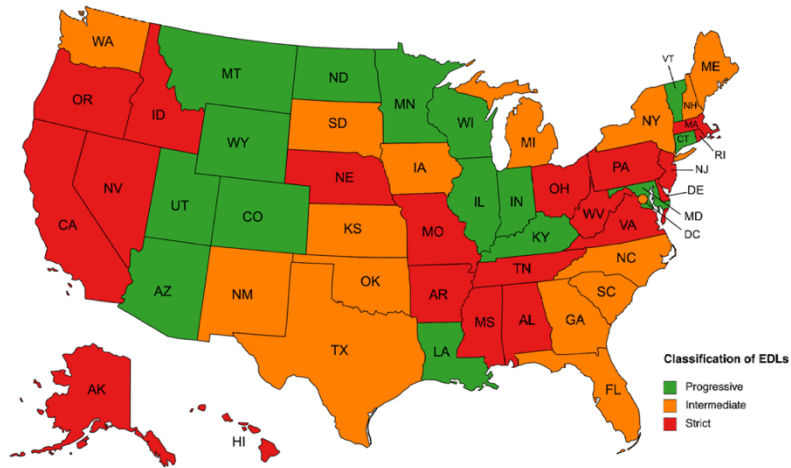 WA
MT
ND
MN
VT
ME
OR
ID
SD
WI
NH
NY
MA
WY
MI
CT
RI
NV
NE
IA
PA
NJ
CA
UT
CO
IL
IN
OH
WV
VA
DE
MD
DC
KS
MO
KY
NC
AZ
NM
OK
AR
TN
SC
MS
AL
GA
TX
LA
FL
AK
HI
Classification of EDLs
Progressive
Intermediate
Strict